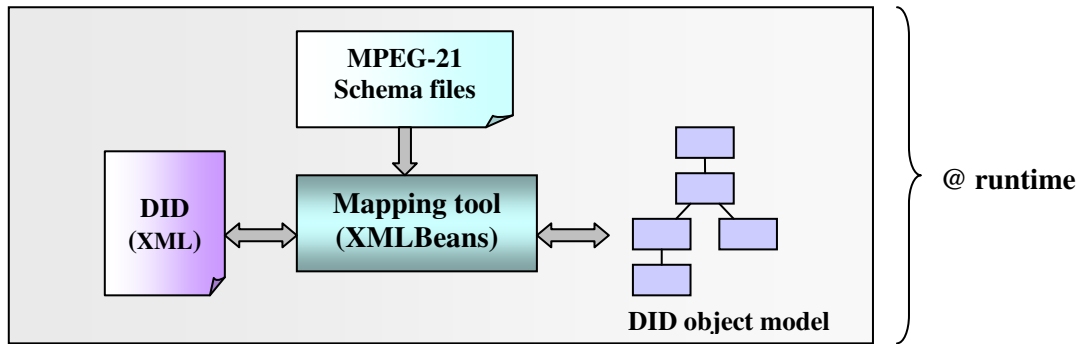 MPEG-21
Schema files
DID
(XML)
Mapping tool
(XMLBeans)
DID object model
@ runtime